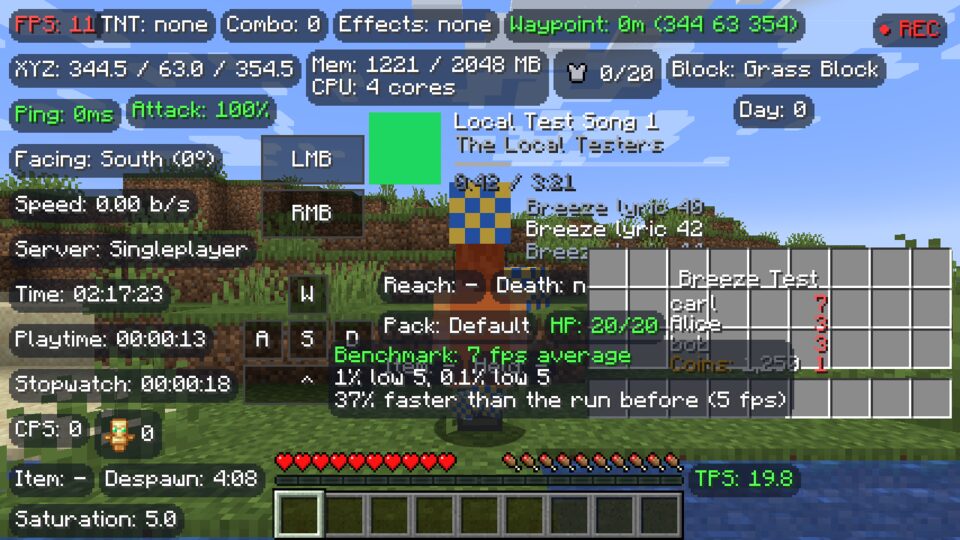 FPS: 11
TNT: none
Combo: 0
Effects: none
Waypoint: 0m (344 63 354)
REC
XYZ: 344.5 / 63.0 / 354.5
Mem: 1221 / 2048 MB
CPU: 4 cores
0/20
Block: Grass Block
Ping: 0ms
Attack: 100%
Day: 0
Local Test Song 1
The Local Testers
0:42 / 3:21
Facing: South (0°)
LMB
Speed: 0.00 b/s
RMB
Breeze lyric 42
Breeze
Server: Singleplayer
Breeze Test
Time: 02:17:23
W
Reach: -
Death: n
carl 7
Alice 3
bob 3
Coins: 1,250 1
Playtime: 00:00:13
A
S
D
Pack: Default
HP: 20/20
Benchmark: 7 fps average
1% low 5, 0.1% low 5
37% faster than the run before (5 fps)
Stopwatch: 00:00:18
^
CPS: 0
0
Item: -
Despawn: 4:08
TPS: 19.8
Saturation: 5.0